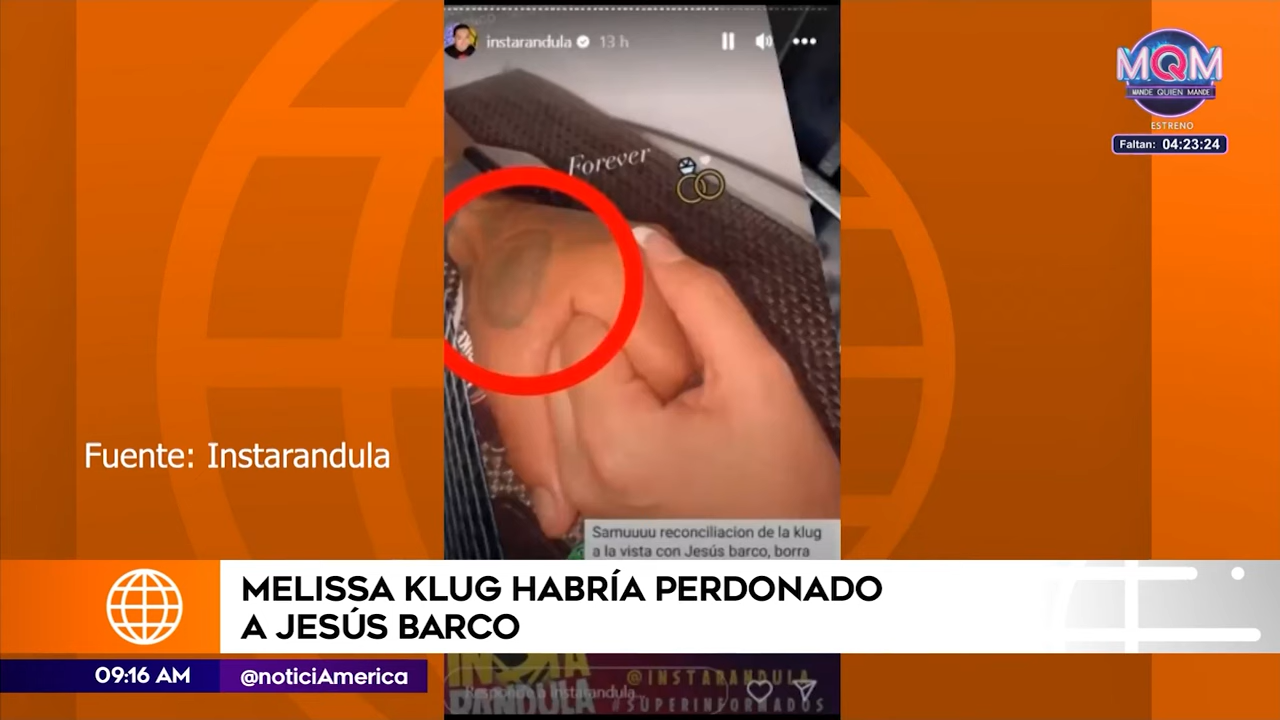 instarandula 13 h
MQM
MANDE QUIEN MANDE
ESTRENO
Faltan: 04:23:24
Forever
Fuente: Instarandula
Samuuuu reconciliacion de la klug
a la vista con Jesús barco, borra
MELISSA KLUG HABRÍA PERDONADO
A JESÚS BARCO
09:16 AM @noticiAmerica
@INSTARANDULA
Responde a instarandula...
DANDULA
#SUPERINFORMADOS